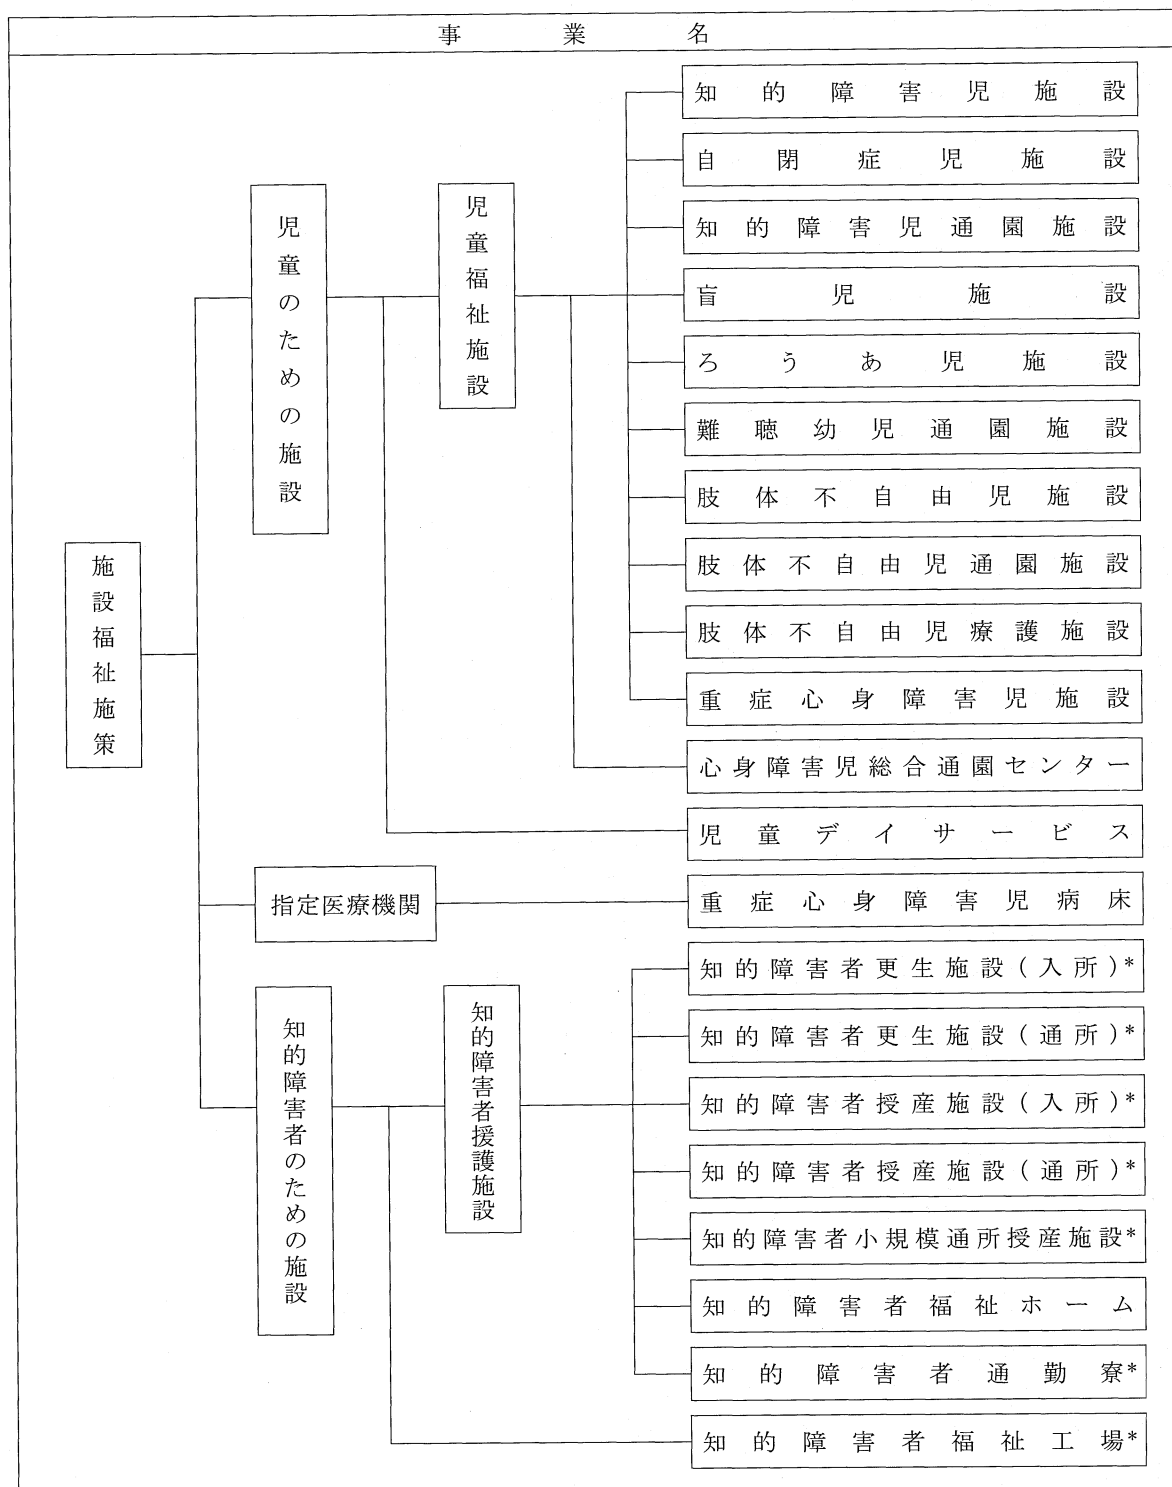 事業名
施設福祉施策
児童のための施設
児童福祉施設
知的障害児施設
自閉症児施設
知的障害児通園施設
盲児施設
ろうあ児施設
難聴幼児通園施設
肢体不自由児施設
肢体不自由児通園施設
肢体不自由児療護施設
重症心身障害児施設
心身障害児総合通園センター
児童デイサービス
指定医療機関
重症心身障害児病床
知的障害者のための施設
知的障害者援護施設
知的障害者更生施設(入所)*
知的障害者更生施設(通所)*
知的障害者授産施設(入所)*
知的障害者授産施設(通所)*
知的障害者小規模通所授産施設*
知的障害者福祉ホーム
知的障害者通勤寮*
知的障害者福祉工場*